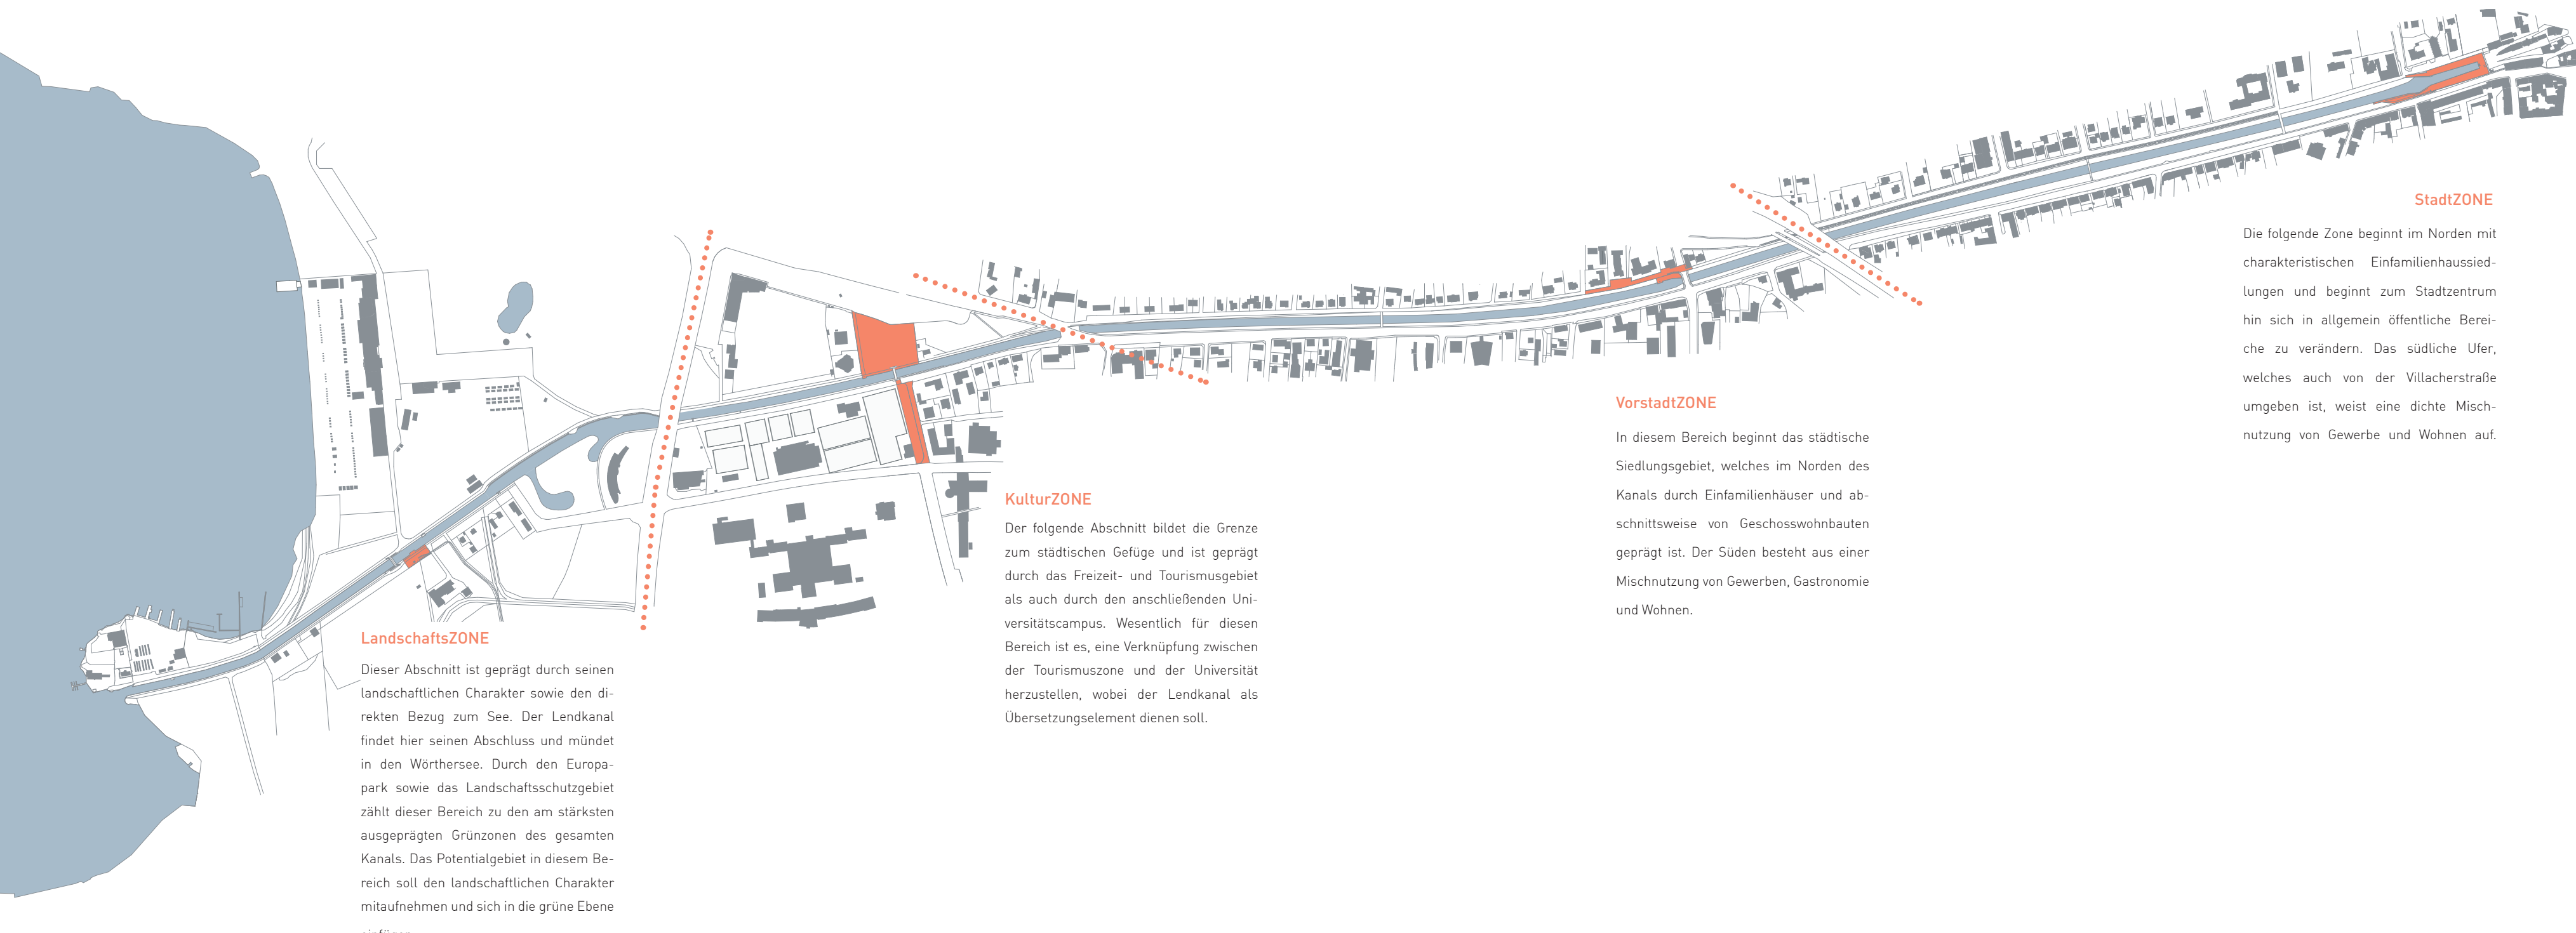 LandschaftsZONE
Dieser Abschnitt ist geprägt durch seinen
landschaftlichen Charakter sowie den di-
rekten Bezug zum See. Der Lendkanal
findet hier seinen Abschluss und mündet
in den Wörthersee. Durch den Europa-
park sowie das Landschaftsschutzgebiet
zählt dieser Bereich zu den am stärksten
ausgeprägten Grünzonen des gesamten
Kanals. Das Potentialgebiet in diesem Be-
reich soll den landschaftlichen Charakter
mitaufnehmen und sich in die grüne Ebene
KulturZONE
Der folgende Abschnitt bildet die Grenze
zum städtischen Gefüge und ist geprägt
durch das Freizeit- und Tourismusgebiet
als auch durch den anschließenden Uni-
versitätscampus. Wesentlich für diesen
Bereich ist es, eine Verknüpfung zwischen
der Tourismuszone und der Universität
herzustellen, wobei der Lendkanal als
Übersetzungselement dienen soll.
VorstadtZONE
In diesem Bereich beginnt das städtische
Siedlungsgebiet, welches im Norden des
Kanals durch Einfamilienhäuser und ab-
schnittsweise von Geschosswohnbauten
geprägt ist. Der Süden besteht aus einer
Mischnutzung von Gewerben, Gastronomie
und Wohnen.
StadtZONE
Die folgende Zone beginnt im Norden mit
charakteristischen Einfamilienhaussied-
lungen und beginnt zum Stadtzentrum
hin sich in allgemein öffentliche Berei-
che zu verändern. Das südliche Ufer,
welches auch von der Villacherstraße
umgeben ist, weist eine dichte Misch-
nutzung von Gewerbe und Wohnen auf.